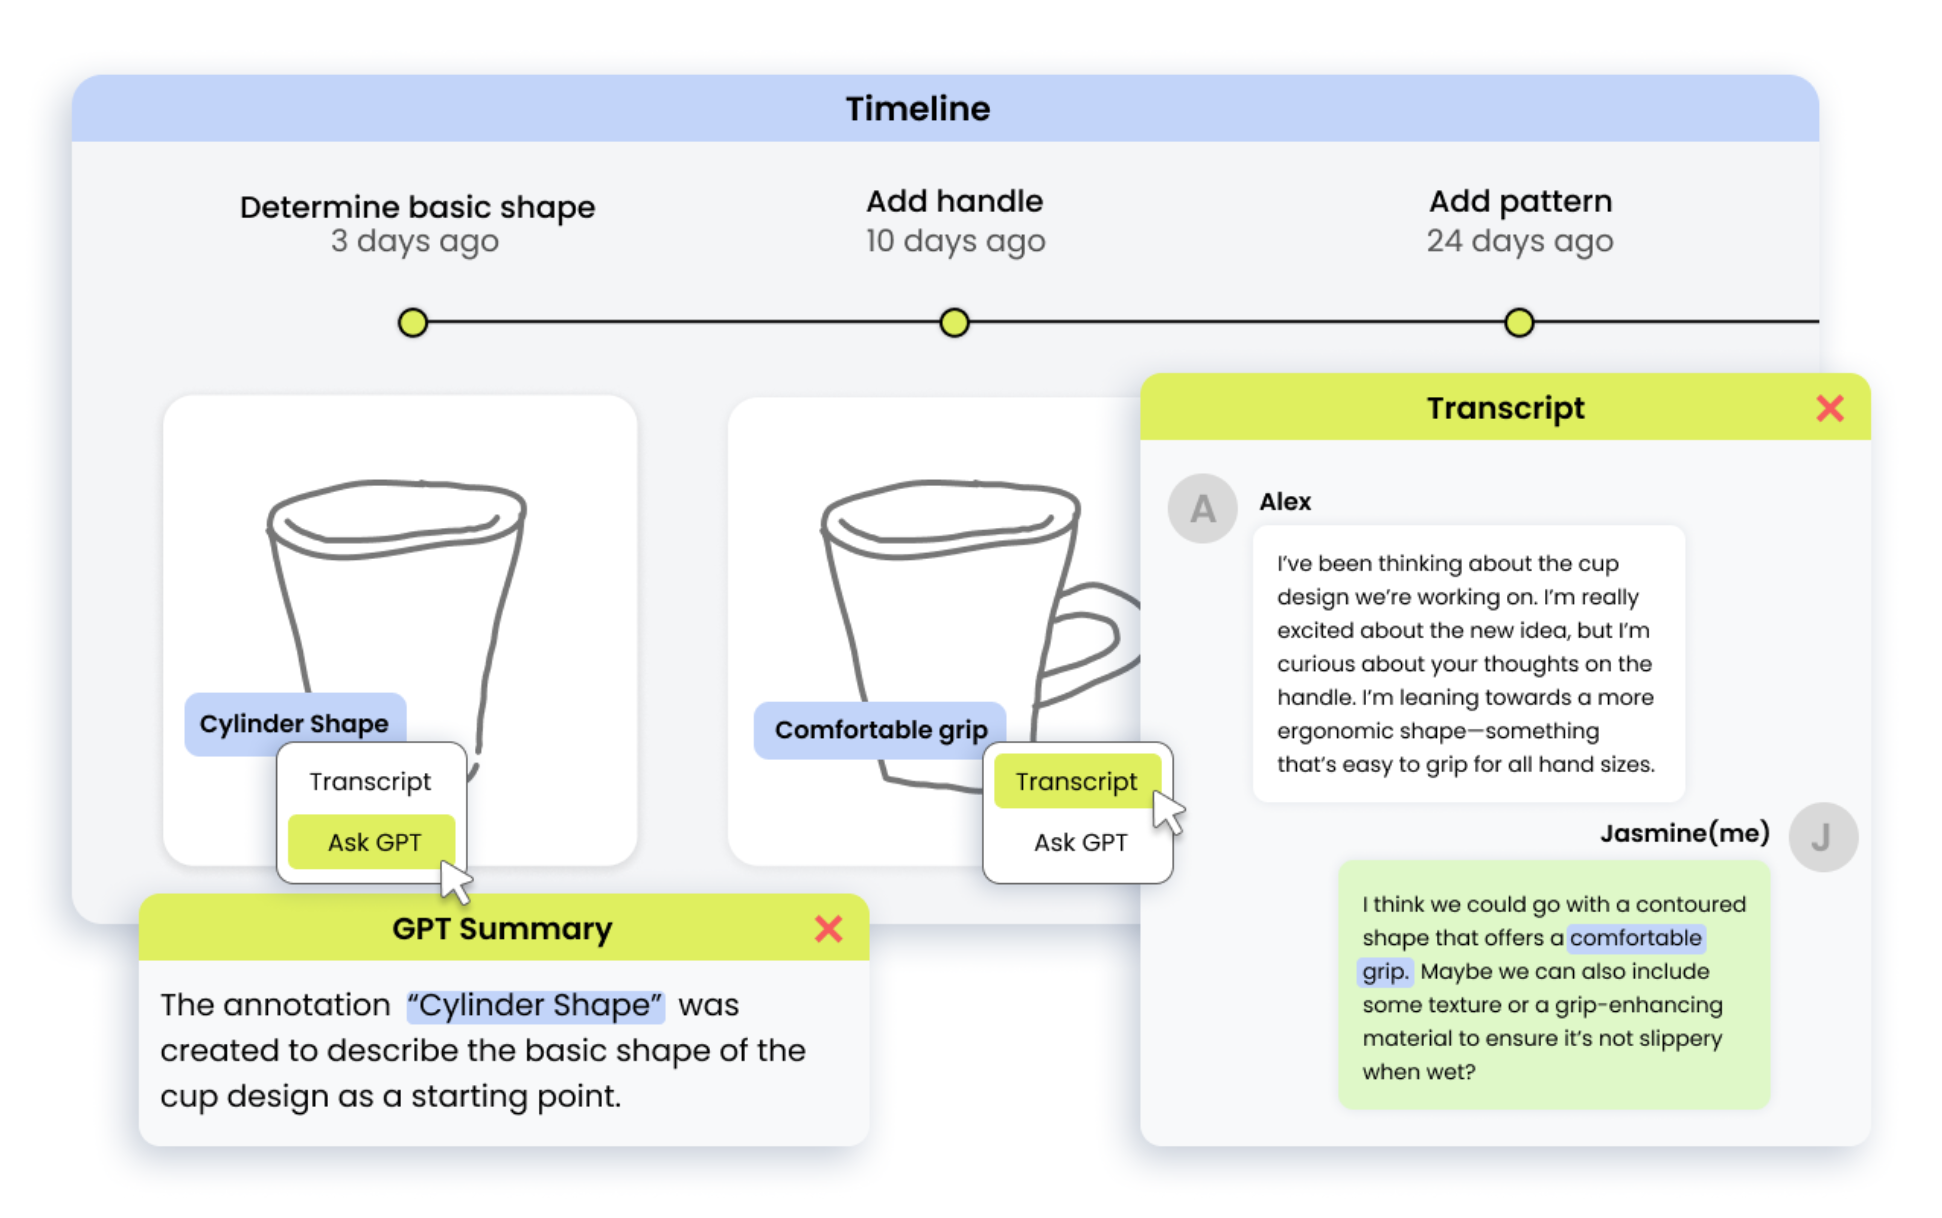 Timeline
Determine basic shape
3 days ago
Add handle
10 days ago
Add pattern
24 days ago
Cylinder Shape
Transcript
Ask GPT
Comfortable grip
Transcript
Ask GPT
GPT Summary
The annotation “Cylinder Shape” was
created to describe the basic shape of the
cup design as a starting point.
Transcript
A
Alex
I’ve been thinking about the cup
design we’re working on. I’m really
excited about the new idea, but I’m
curious about your thoughts on the
handle. I’m leaning towards a more
ergonomic shape—something
that’s easy to grip for all hand sizes.
Jasmine(me)
J
I think we could go with a contoured
shape that offers a comfortable
grip. Maybe we can also include
some texture or a grip-enhancing
material to ensure it’s not slippery
when wet?